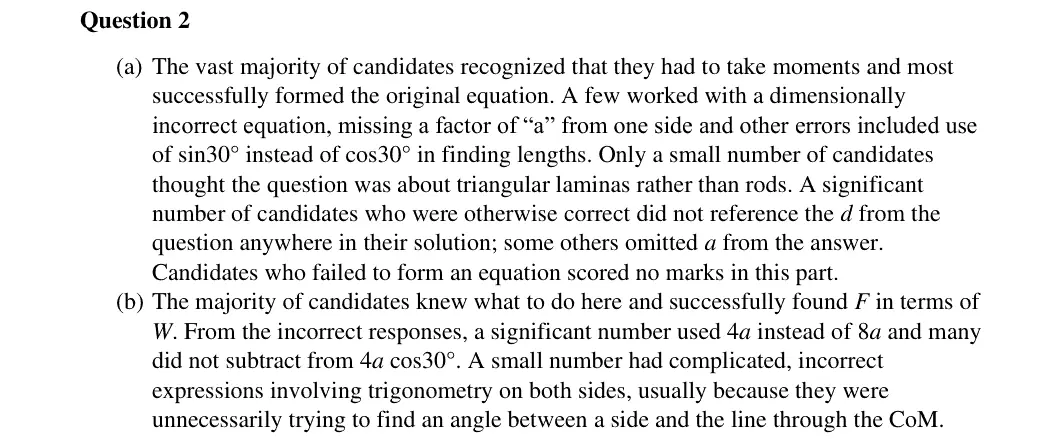 Question 2
(a) The vast majority of candidates recognized that they had to take moments and most
successfully formed the original equation. A few worked with a dimensionally
incorrect equation, missing a factor of “a” from one side and other errors included use
of sin30° instead of cos30° in finding lengths. Only a small number of candidates
thought the question was about triangular laminas rather than rods. A significant
number of candidates who were otherwise correct did not reference the d from the
question anywhere in their solution; some others omitted a from the answer.
Candidates who failed to form an equation scored no marks in this part.
(b) The majority of candidates knew what to do here and successfully found F in terms of
W. From the incorrect responses, a significant number used 4a instead of 8a and many
did not subtract from 4a cos30°. A small number had complicated, incorrect
expressions involving trigonometry on both sides, usually because they were
unnecessarily trying to find an angle between a side and the line through the CoM.